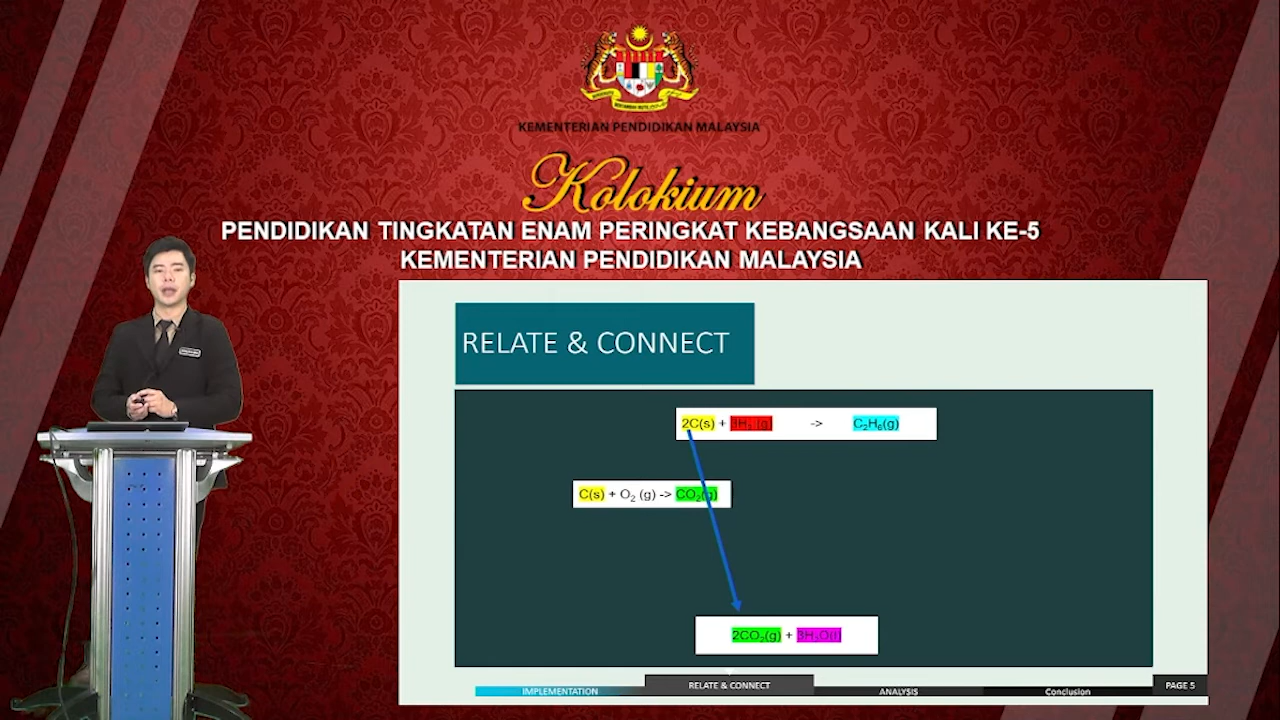 KEMENTERIAN PENDIDIKAN MALAYSIA
Kolokium
PENDIDIKAN TINGKATAN ENAM PERINGKAT KEBANGSAAN KALI KE-5
KEMENTERIAN PENDIDIKAN MALAYSIA
RELATE & CONNECT
2C(s) + 3H₂ (g) -> C₂H₆(g)
C(s) + O₂ (g) -> CO₂(g)
2CO₂(g) + 3H₂O(l)
IMPLEMENTATION
RELATE & CONNECT
ANALYSIS
Conclusion
PAGE 5